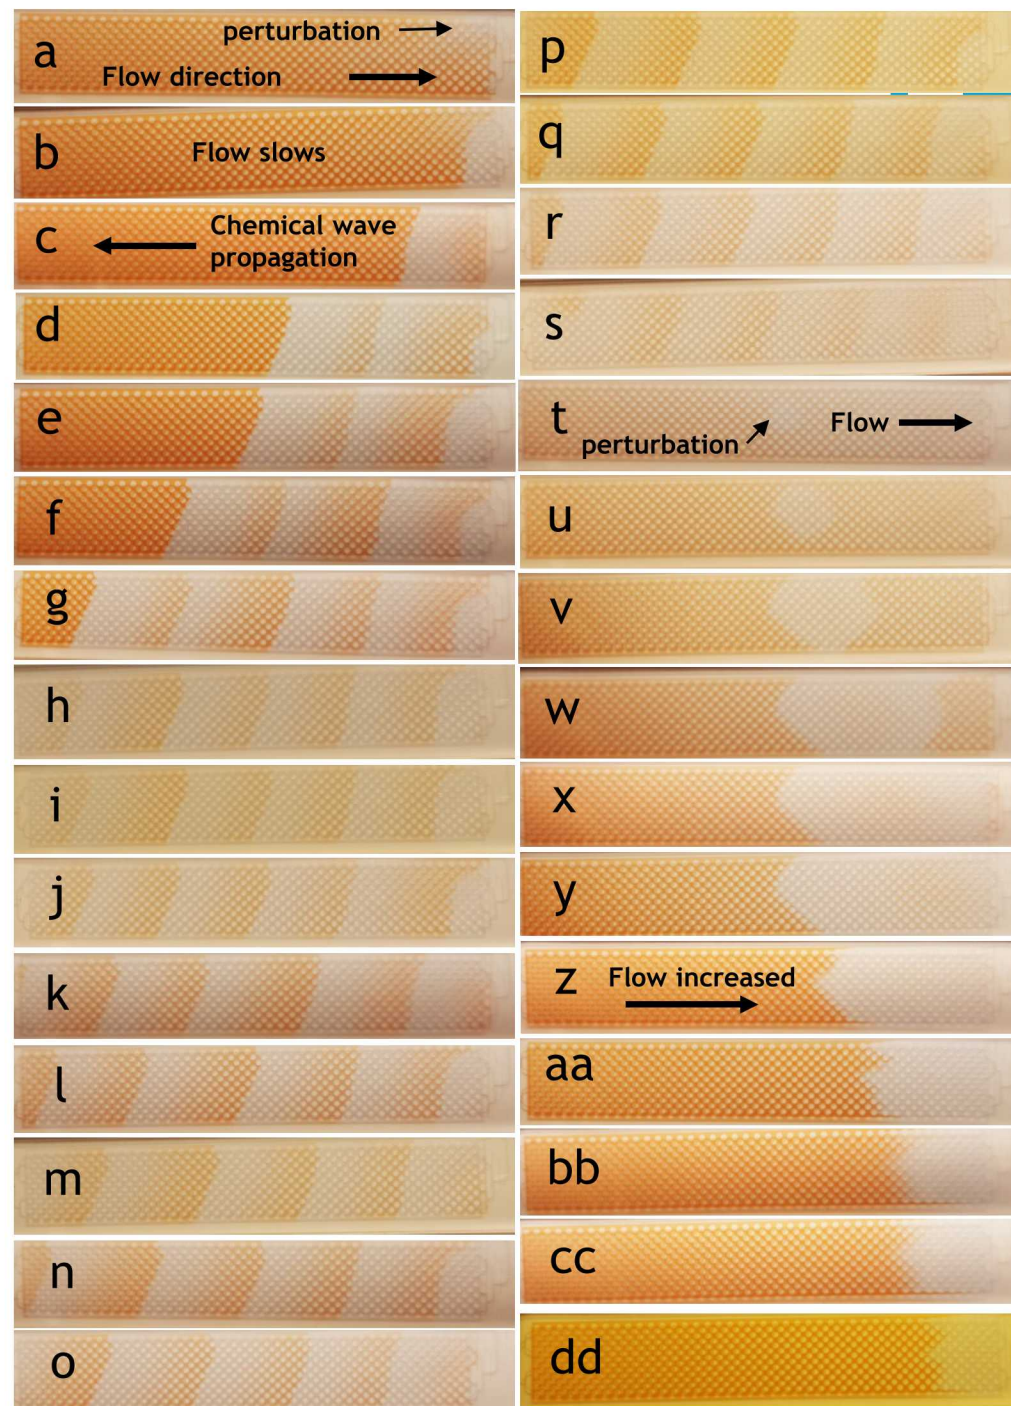 a
perturbation
Flow direction
b
Flow slows
c
Chemical wave
propagation
d
e
f
g
h
i
j
k
l
m
n
o
p
q
r
s
t
perturbation
Flow
u
v
w
x
y
z
Flow increased
aa
bb
cc
dd